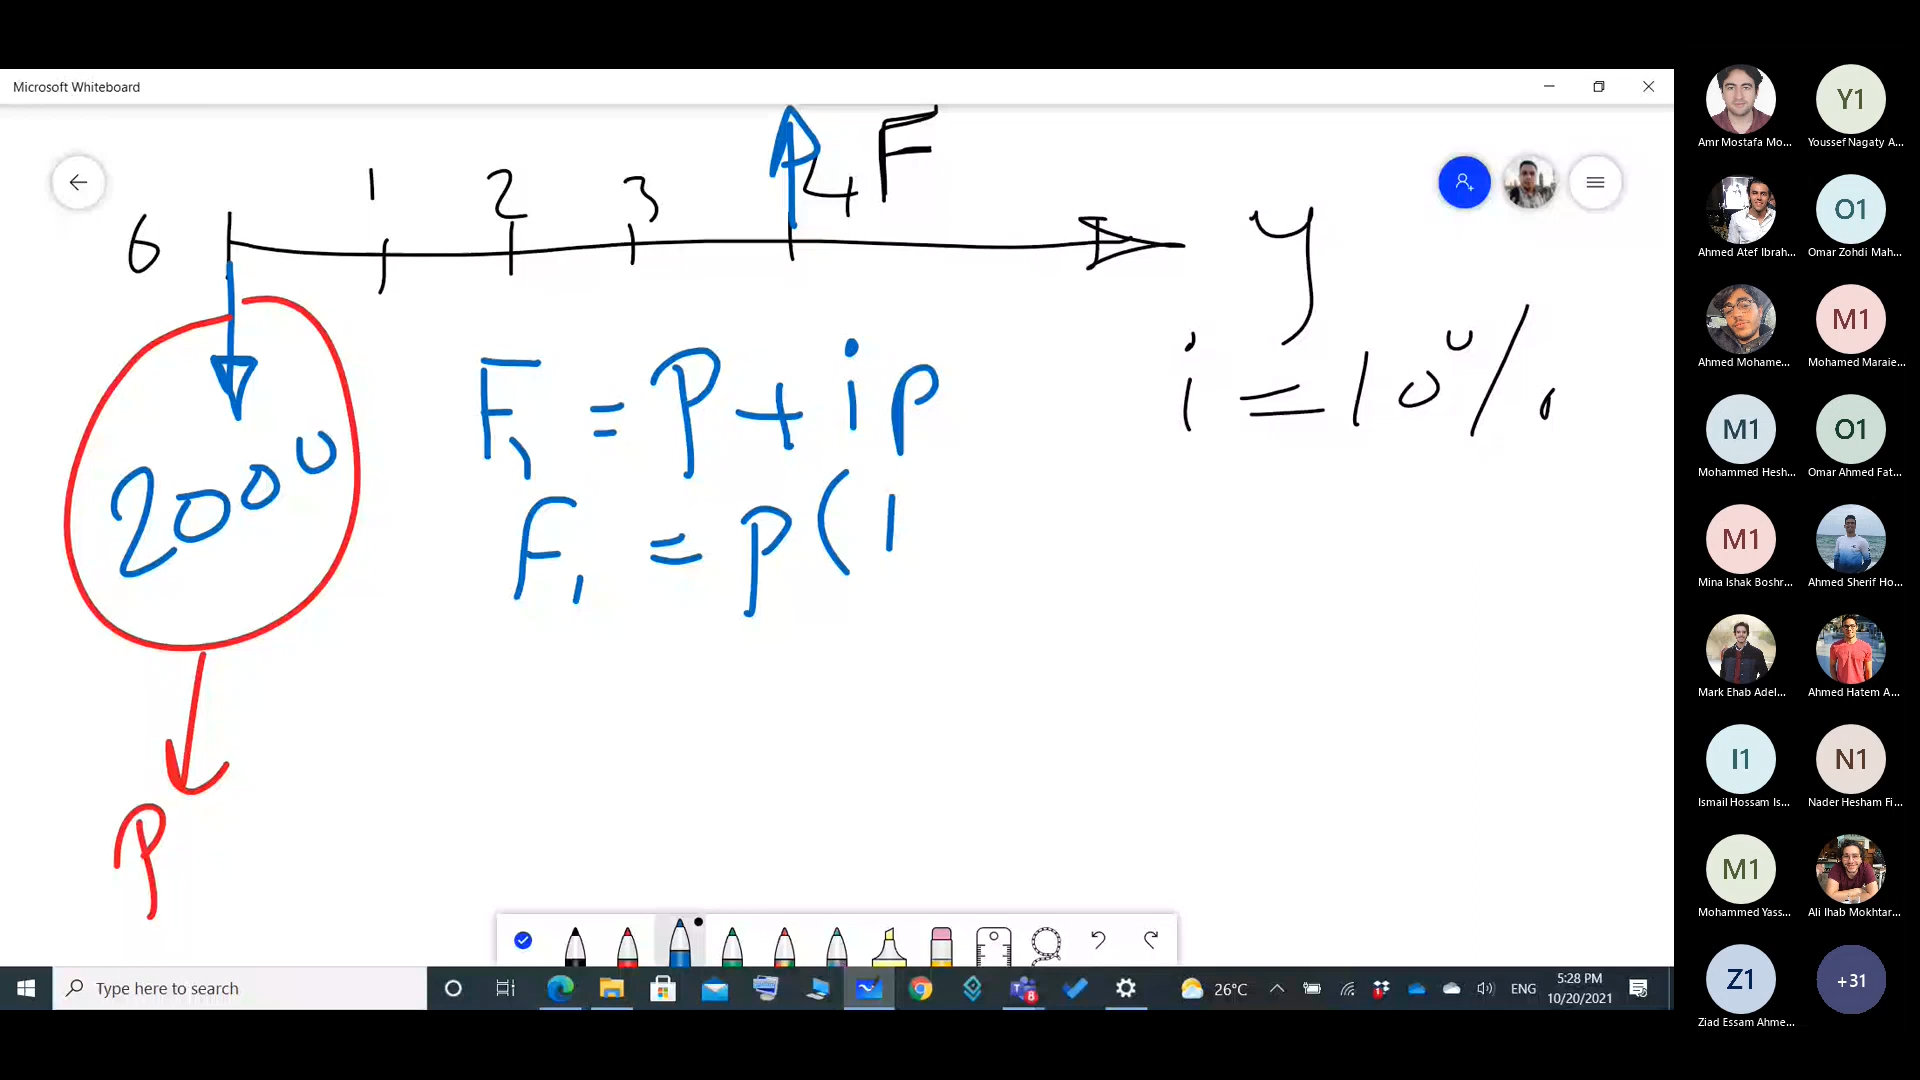 Microsoft Whiteboard
1 2 3 4 F
0
y
i = 10%
2000
F1 = P + i P
F1 = P ( 1
P
Amr Mostafa Mo...
Y1
Youssef Nagaty A...
Ahmed Atef Ibrah...
O1
Omar Zohdi Mah...
Ahmed Mohame...
M1
Mohamed Maraie...
M1
Mohammed Hesh...
O1
Omar Ahmed Fat...
M1
Mina Ishak Boshr...
Ahmed Sherif Ho...
Mark Ehab Adel...
Ahmed Hatem A...
I1
Ismail Hossam Is...
N1
Nader Hesham Fi...
M1
Mohammed Yass...
Ali Ihab Mokhtar...
Z1
Ziad Essam Ahme...
+31
Type here to search
8
26°C
ENG
5:28 PM
10/20/2021